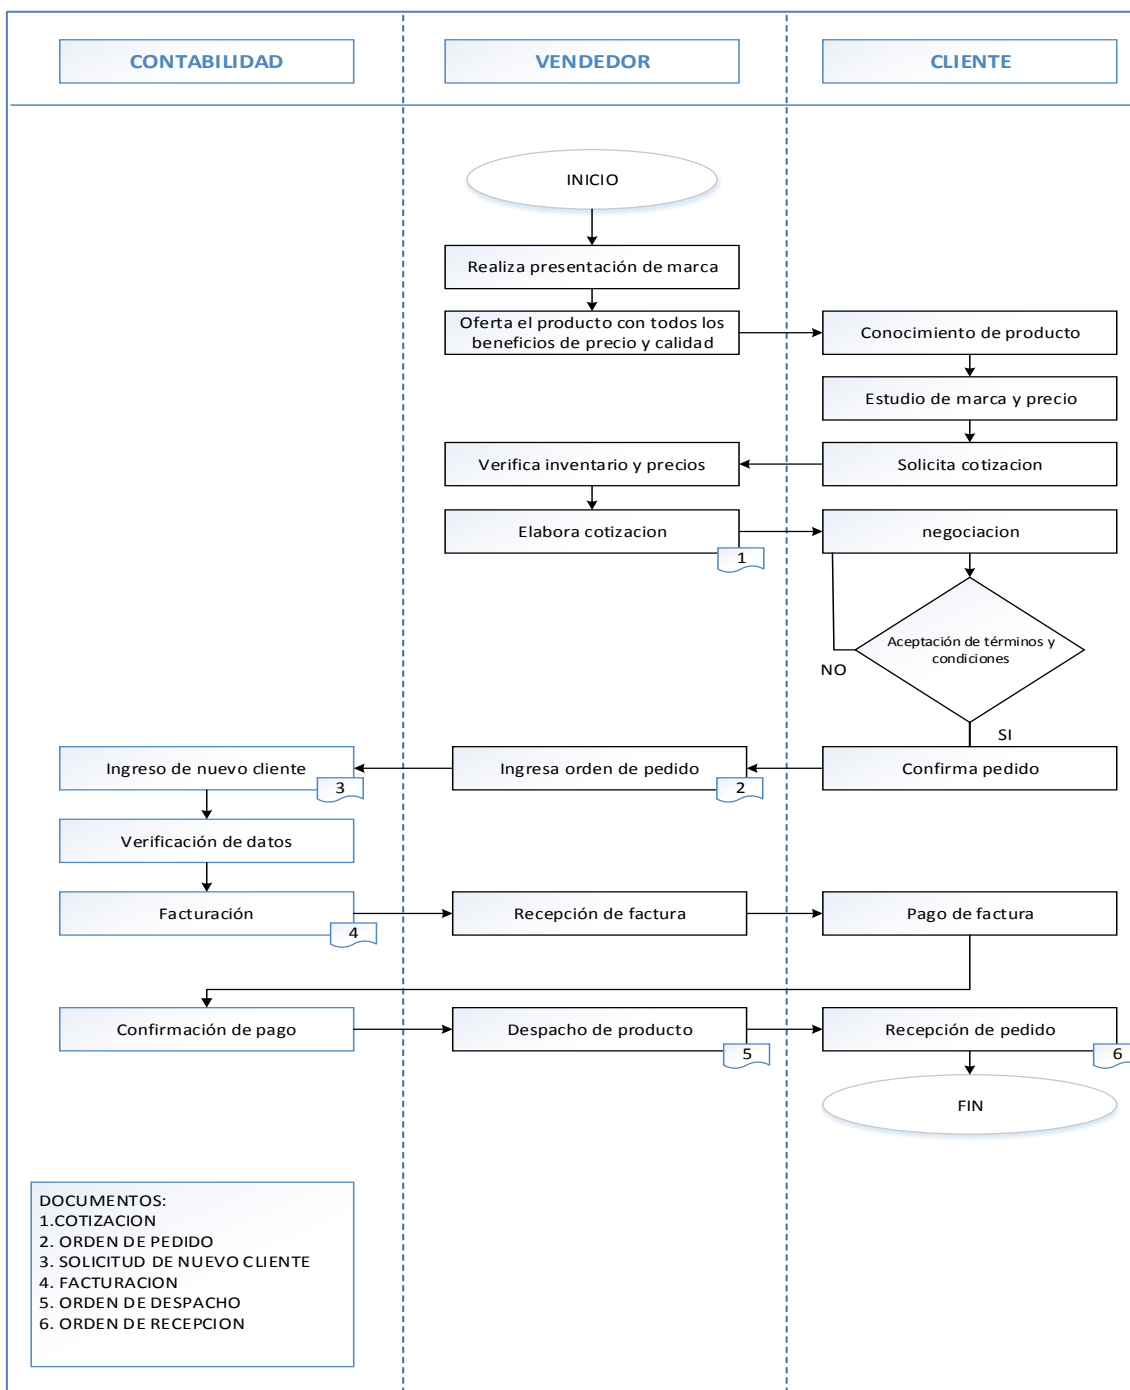 CONTABILIDAD
VENDEDOR
CLIENTE
INICIO
Realiza presentación de marca
Oferta el producto con todos los
beneficios de precio y calidad
Conocimiento de producto
Estudio de marca y precio
Verifica inventario y precios
Solicita cotizacion
Elabora cotizacion
1
negociacion
Aceptación de términos y
condiciones
NO
SI
Ingreso de nuevo cliente
3
Ingresa orden de pedido
2
Confirma pedido
Verificación de datos
Facturación
4
Recepción de factura
Pago de factura
Confirmación de pago
Despacho de producto
5
Recepción de pedido
6
FIN
DOCUMENTOS:
1.COTIZACION
2. ORDEN DE PEDIDO
3. SOLICITUD DE NUEVO CLIENTE
4. FACTURACION
5. ORDEN DE DESPACHO
6. ORDEN DE RECEPCION